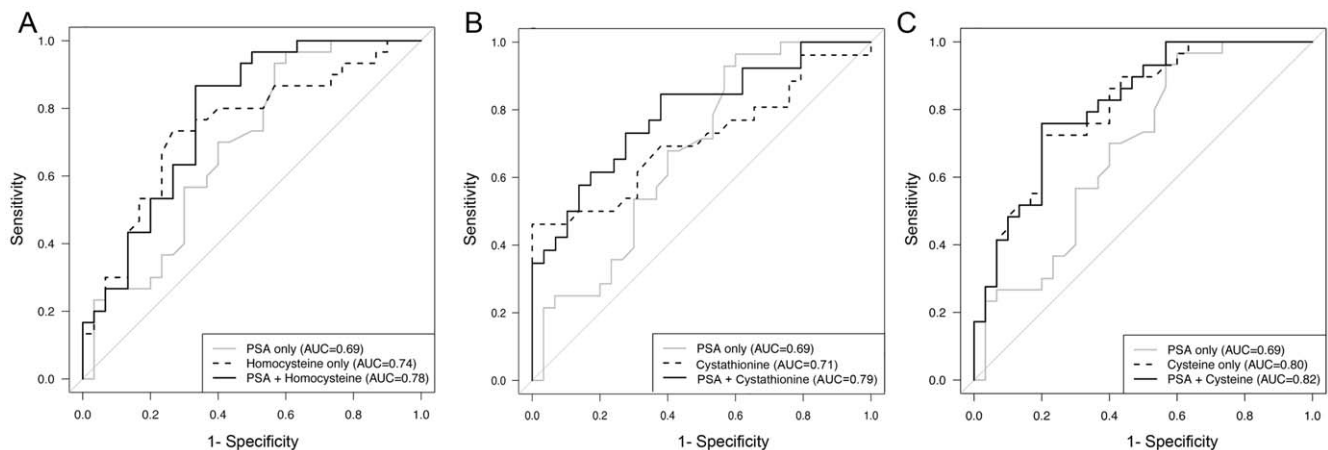 A
Sensitivity
1.0
0.8
0.6
0.4
0.2
0.0
PSA only (AUC=0.69)
Homocysteine only (AUC=0.74)
PSA + Homocysteine (AUC=0.78)
0.0 0.2 0.4 0.6 0.8 1.0
1- Specificity
B
Sensitivity
1.0
0.8
0.6
0.4
0.2
0.0
PSA only (AUC=0.69)
Cystathionine (AUC=0.71)
PSA + Cystathionine (AUC=0.79)
0.0 0.2 0.4 0.6 0.8 1.0
1- Specificity
C
Sensitivity
1.0
0.8
0.6
0.4
0.2
0.0
PSA only (AUC=0.69)
Cysteine only (AUC=0.80)
PSA + Cysteine (AUC=0.82)
0.0 0.2 0.4 0.6 0.8 1.0
1- Specificity